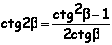 ctg2β = (ctg²β − 1) / (2ctgβ)